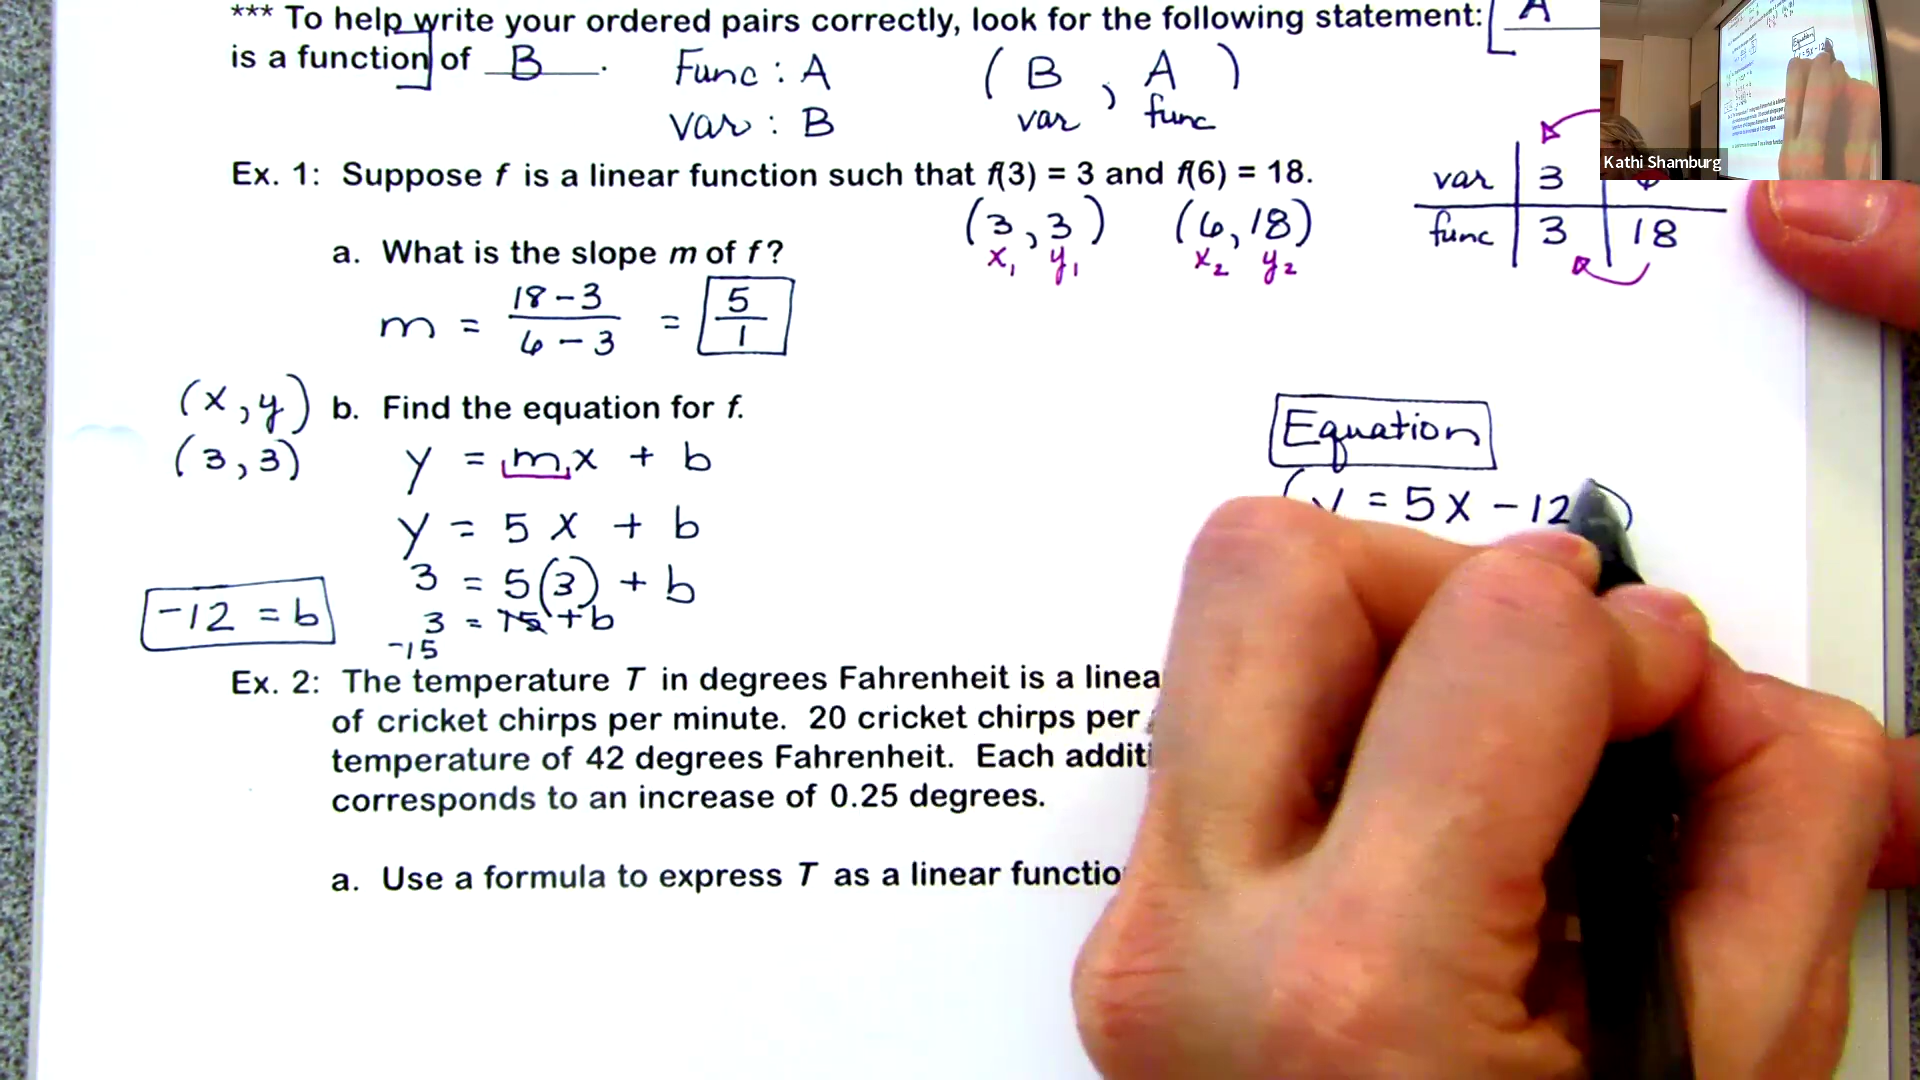 *** To help write your ordered pairs correctly, look for the following statement: A
is a function of B.
Func : A
( B , A )
var : B
var func
Ex. 1: Suppose f is a linear function such that f(3) = 3 and f(6) = 18.
(3,3) (6,18)
x₁ y₁ x₂ y₂
var 3
func 3 18
a. What is the slope m of f?
m = 18-3 / 6-3 = 5/1
(x,y)
(3,3)
b. Find the equation for f.
y = mx + b
y = 5x + b
3 = 5(3) + b
3 = 15 + b
-15
-12 = b
Equation
y = 5x - 12
Ex. 2: The temperature T in degrees Fahrenheit is a
of cricket chirps per minute. 20 cricket chirps per
temperature of 42 degrees Fahrenheit. Each
corresponds to an increase of 0.25 degrees.
a. Use a formula to express T as a linear
Kathi Shamburg
Equation